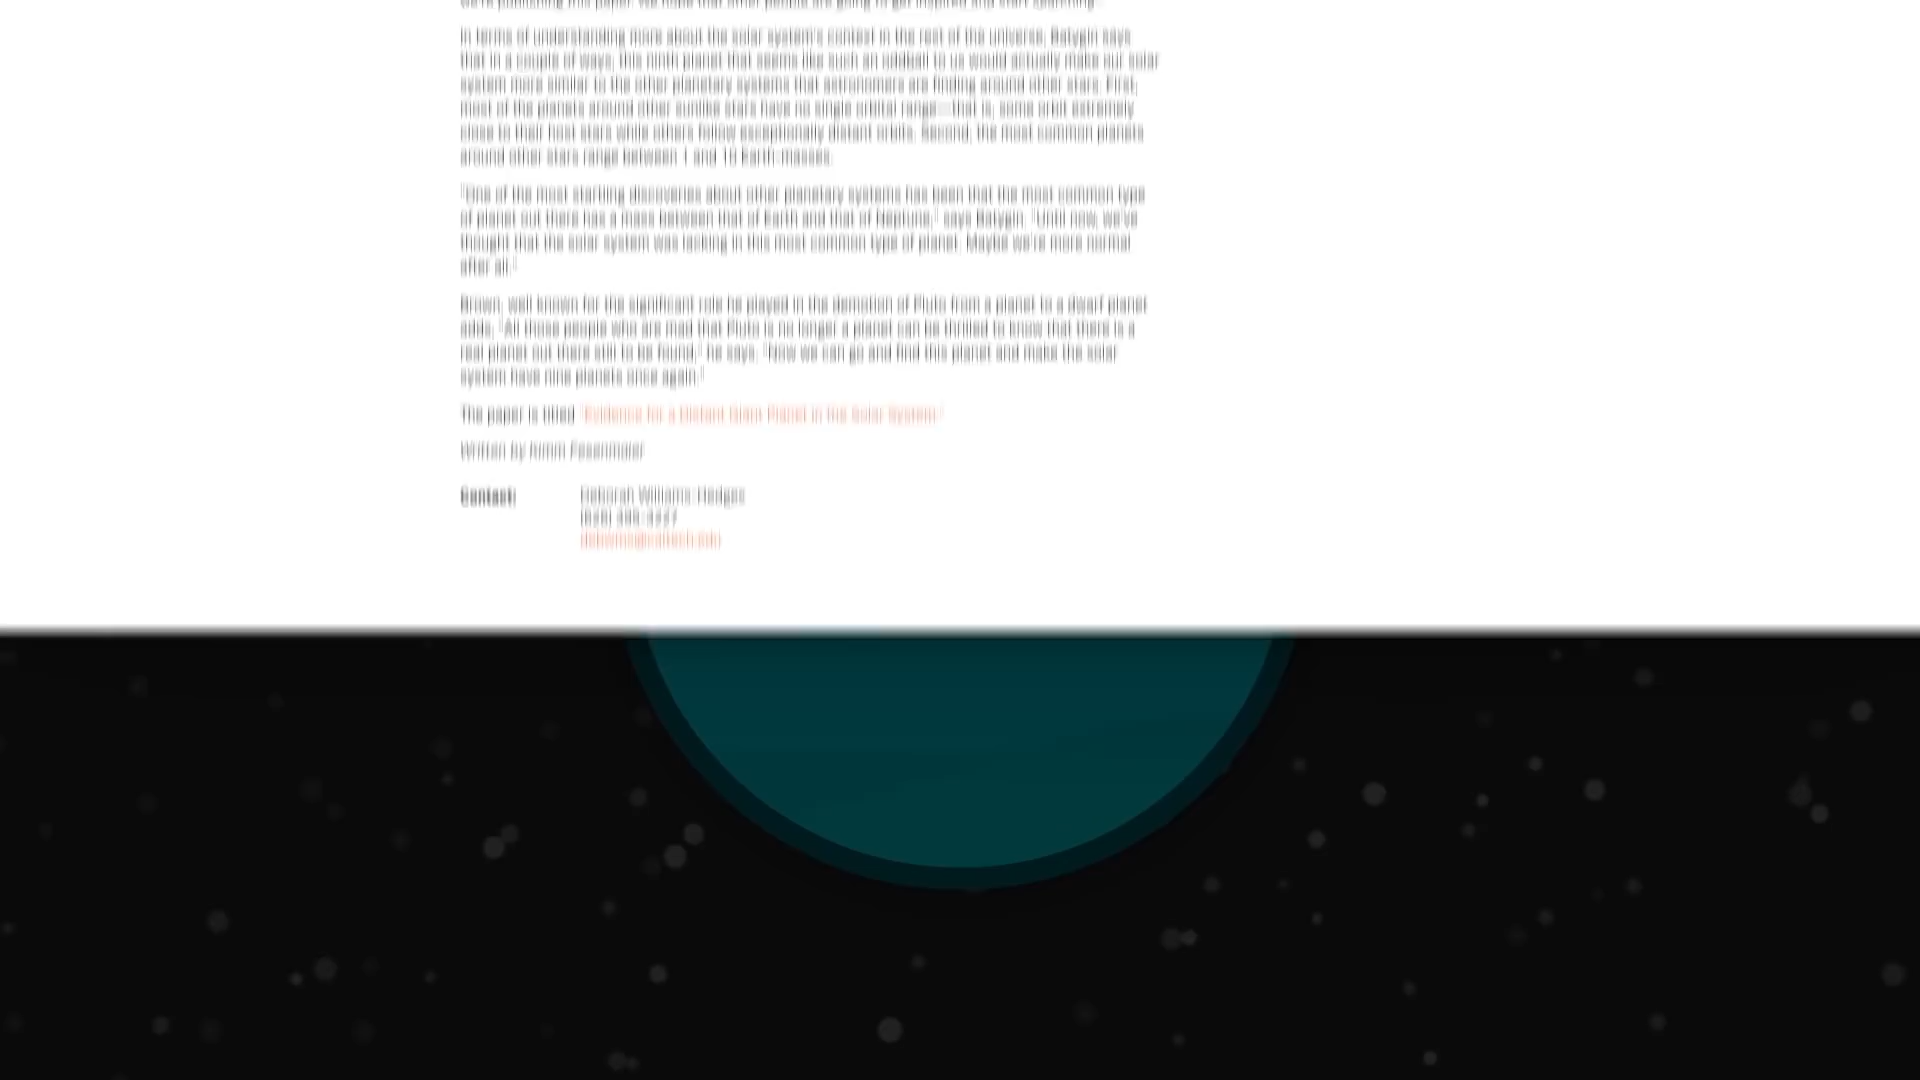 In terms of understanding more about the solar system's context in the rest of the universe, Batygin says
that in a couple of ways, this ninth planet that seems like such an oddball to us would actually make our solar
system more similar to the other planetary systems that astronomers are finding around other stars. First,
most of the planets around other sunlike stars have no single orbital range—that is, some orbit extremely
close to their host stars while others follow exceptionally distant orbits. Second, the most common planets
around other stars range between 1 and 10 Earth-masses.
"One of the most startling discoveries about other planetary systems has been that the most common type
of planet out there has a mass between that of Earth and that of Neptune," says Batygin. "Until now, we've
thought that the solar system was lacking in this most common type of planet. Maybe we're more normal
after all."
Brown, well known for the significant role he played in the demotion of Pluto from a planet to a dwarf planet
adds, "All those people who are mad that Pluto is no longer a planet can be thrilled to know that there is a
real planet out there still to be found," he says. "Now we can go and find this planet and make the solar
system have nine planets once again."
The paper is titled "Evidence for a Distant Giant Planet in the Solar System."
Written by
Contact: Deborah Williams-Hedges